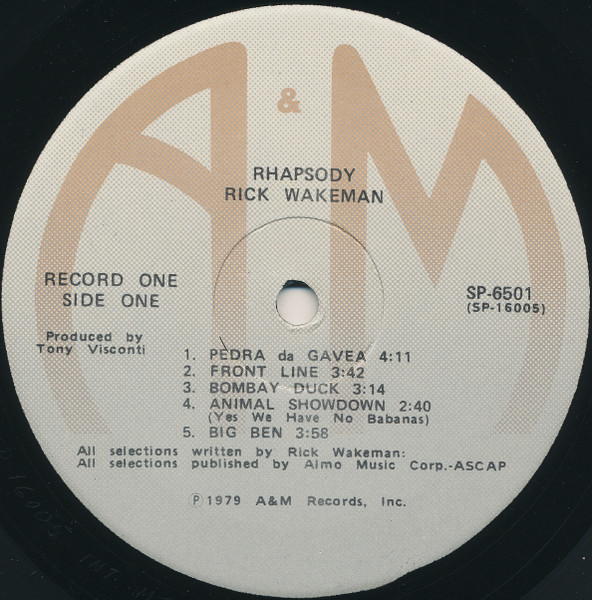 A & M
RHAPSODY
RICK WAKEMAN
RECORD ONE
SIDE ONE
SP-6501
(SP-16005)
Produced by
Tony Visconti
1. PEDRA da GAVEA 4:11
2. FRONT LINE 3:42
3. BOMBAY DUCK 3:14
4. ANIMAL SHOWDOWN 2:40
(Yes We Have No Babanas)
5. BIG BEN 3:58
All selections written by Rick Wakeman:
All selections published by Almo Music Corp.-ASCAP
℗1979 A&M Records, Inc.